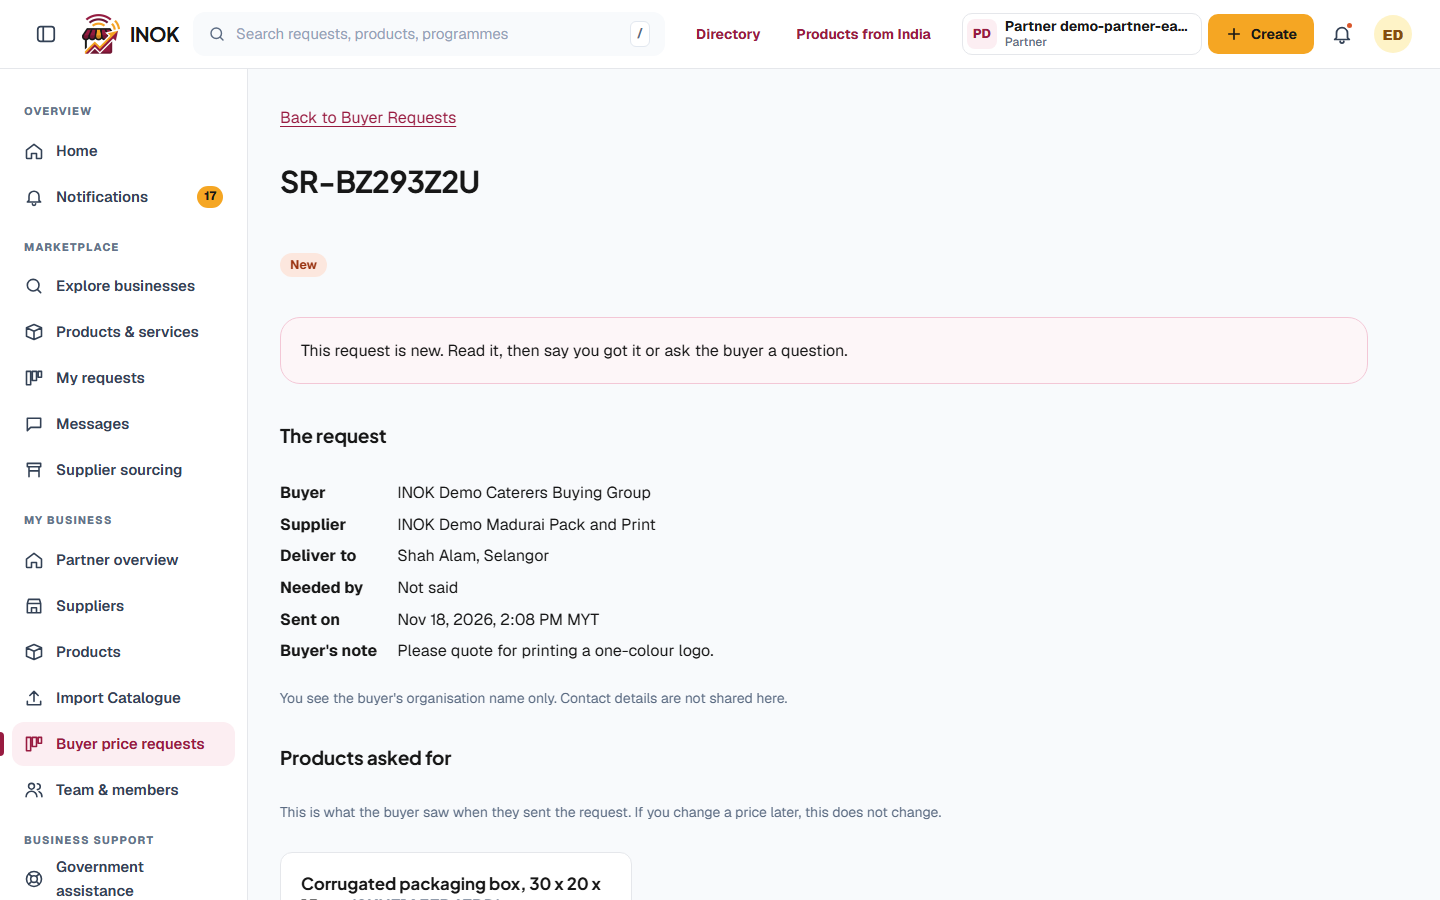 INOK
Search requests, products, programmes
/
Directory
Products from India
PD
Partner demo-partner-ea...
Partner
Create
ED
OVERVIEW
Home
Notifications
17
MARKETPLACE
Explore businesses
Products & services
My requests
Messages
Supplier sourcing
MY BUSINESS
Partner overview
Suppliers
Products
Import Catalogue
Buyer price requests
Team & members
BUSINESS SUPPORT
Government
assistance
Back to Buyer Requests
SR-BZ293Z2U
New
This request is new. Read it, then say you got it or ask the buyer a question.
The request
Buyer INOK Demo Caterers Buying Group
Supplier INOK Demo Madurai Pack and Print
Deliver to Shah Alam, Selangor
Needed by Not said
Sent on Nov 18, 2026, 2:08 PM MYT
Buyer's note Please quote for printing a one-colour logo.
You see the buyer's organisation name only. Contact details are not shared here.
Products asked for
This is what the buyer saw when they sent the request. If you change a price later, this does not change.
Corrugated packaging box, 30 x 20 x